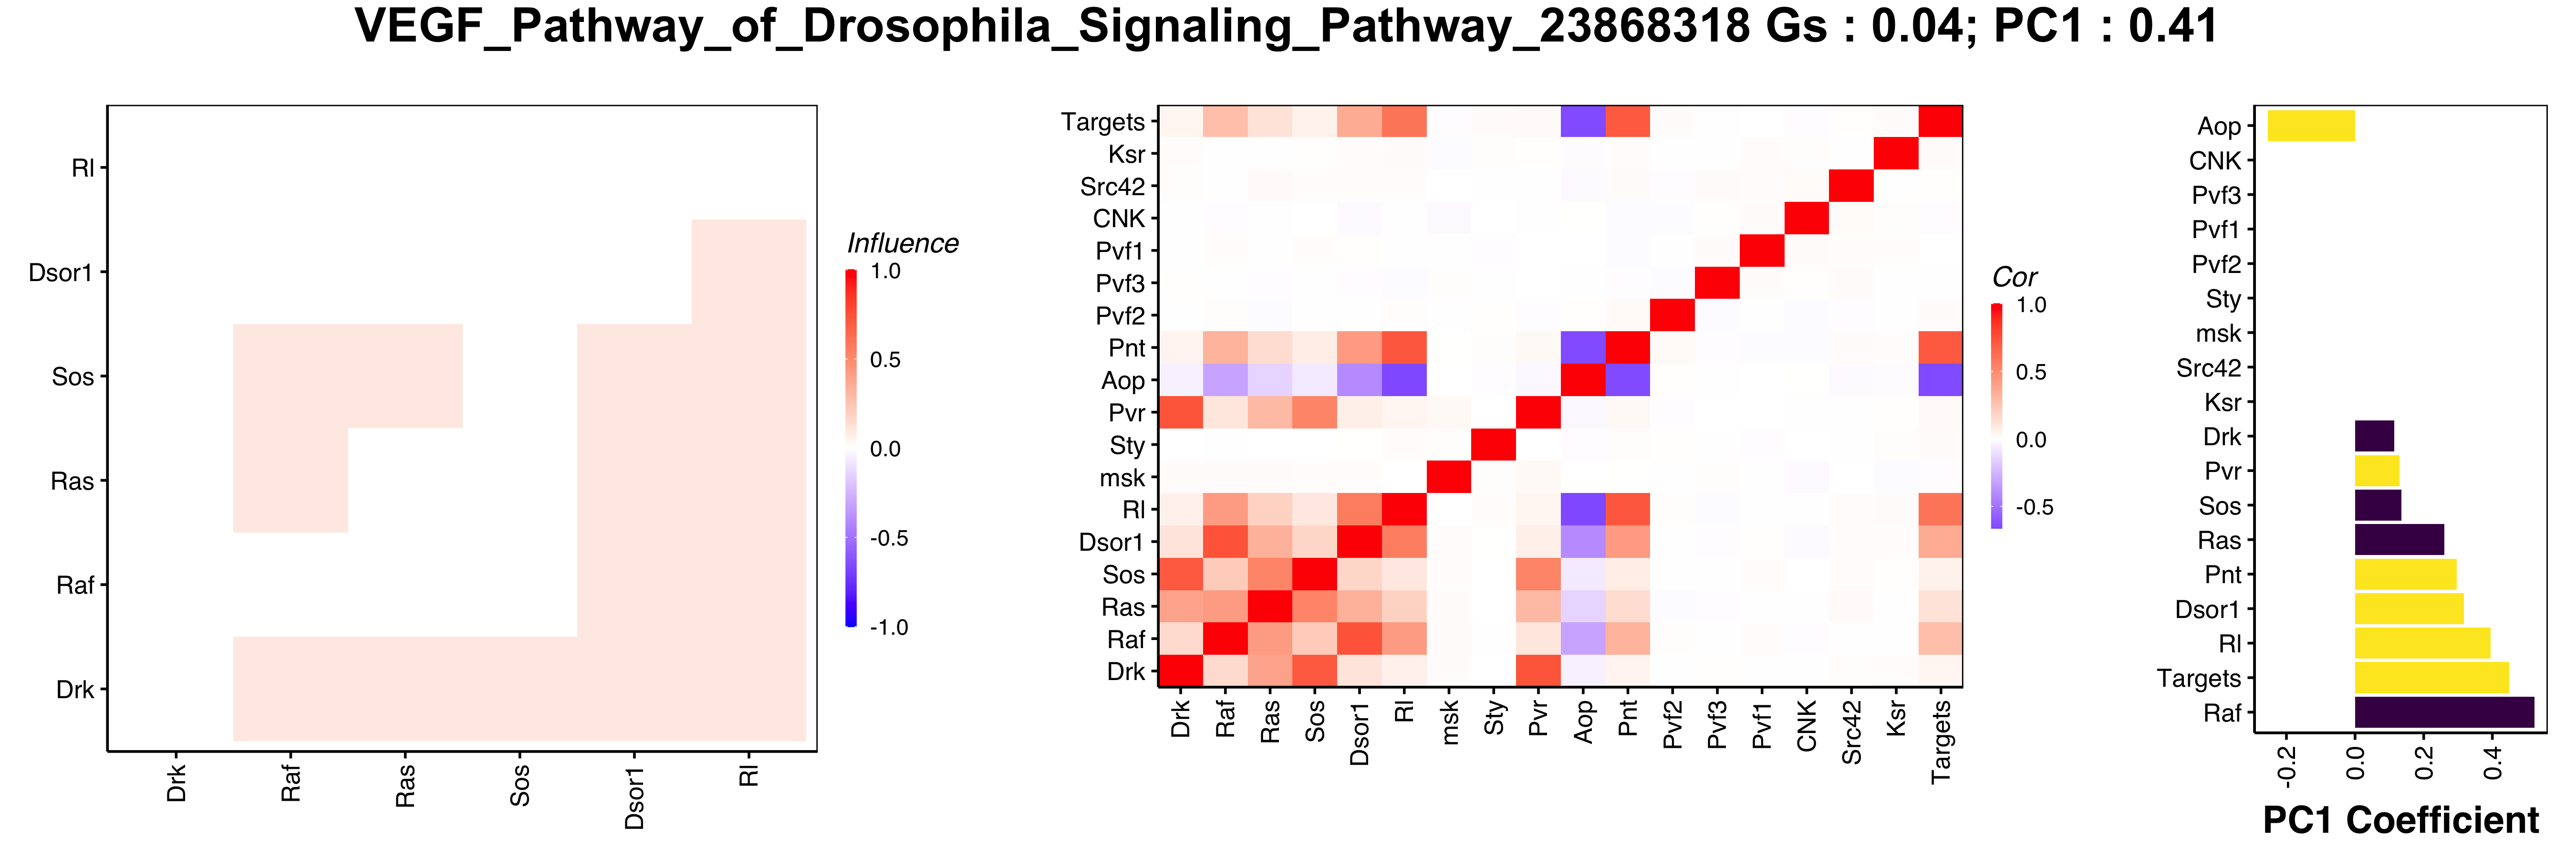 VEGF_Pathway_of_Drosophila_Signaling_Pathway_23868318 Gs : 0.04; PC1 : 0.41
Rl
Dsor1
Sos
Ras
Raf
Drk
Drk
Raf
Ras
Sos
Dsor1
Rl
Influence
1.0
0.5
0.0
-0.5
-1.0
Targets
Ksr
Src42
CNK
Pvf1
Pvf3
Pvf2
Pnt
Aop
Pvr
Sty
msk
Rl
Dsor1
Sos
Ras
Raf
Drk
Drk
Raf
Ras
Sos
Dsor1
Rl
msk
Sty
Pvr
Aop
Pnt
Pvf2
Pvf3
Pvf1
CNK
Src42
Ksr
Targets
Cor
1.0
0.5
0.0
-0.5
Aop
CNK
Pvf3
Pvf1
Pvf2
Sty
msk
Src42
Ksr
Drk
Pvr
Sos
Ras
Pnt
Dsor1
Rl
Targets
Raf
-0.2
0.0
0.2
0.4
PC1 Coefficient